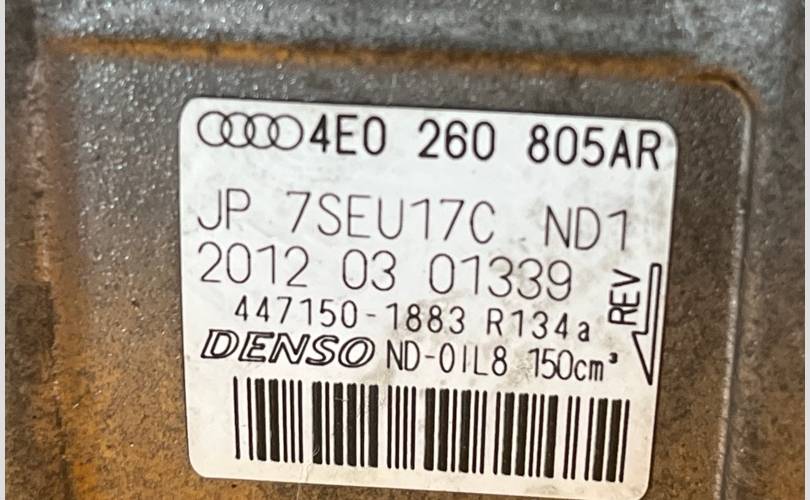 4E0 260 805AR
JP 7SEU17C ND1
2012 03 01339
REV
447150-1883 R134a
DENSO ND-OIL8 150cm³